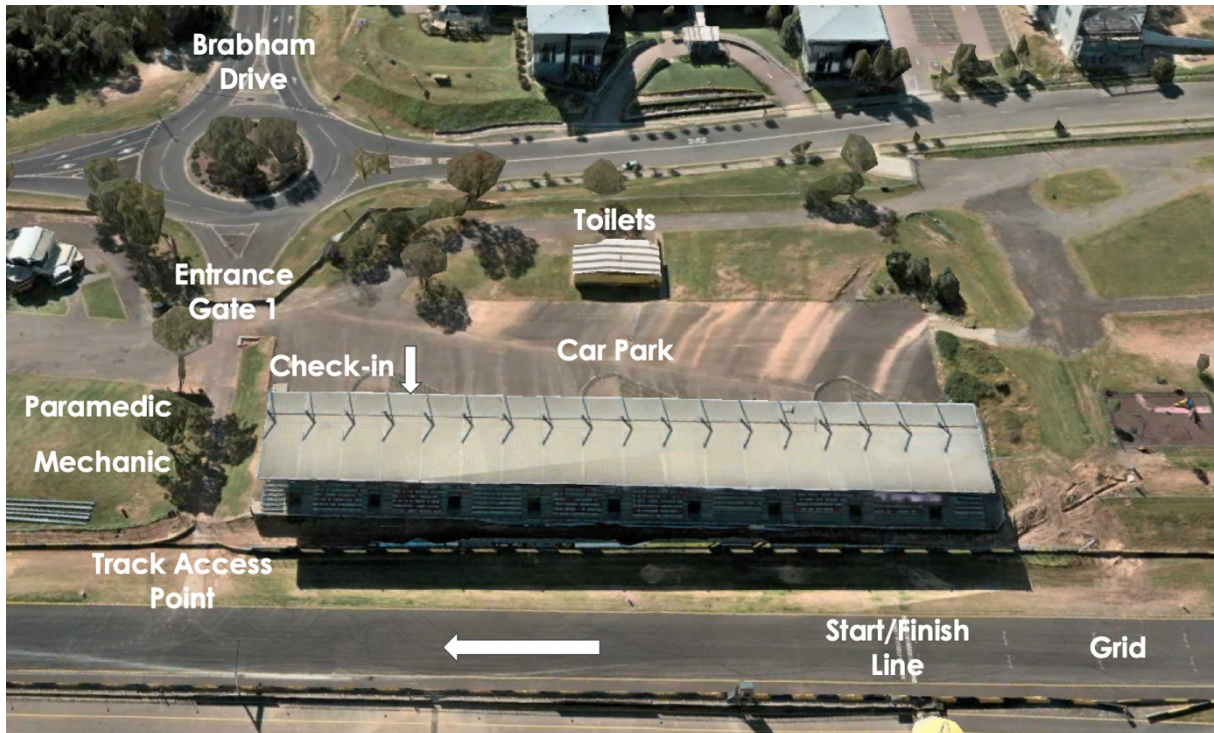 Brabham
Drive
Toilets
Entrance
Gate 1
Check-in
Car Park
Paramedic
Mechanic
Track Access
Point
Start/Finish
Line
Grid